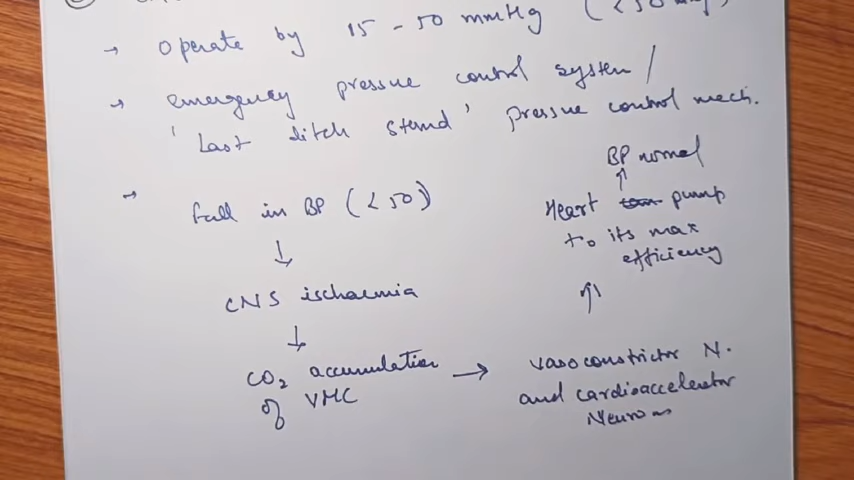 → operate by 15 - 50 mmHg (<50
→ emergency pressure control system /
'Last ditch stand' pressure control mech.
→ fall in BP (<50)
↓
CNS ischaemia
↓
CO2 accumulation
of VMC
→ vasoconstrictor N.
and cardioaccelerator
Neurons
↑
Heart pump
to its max
efficiency
↑
BP normal